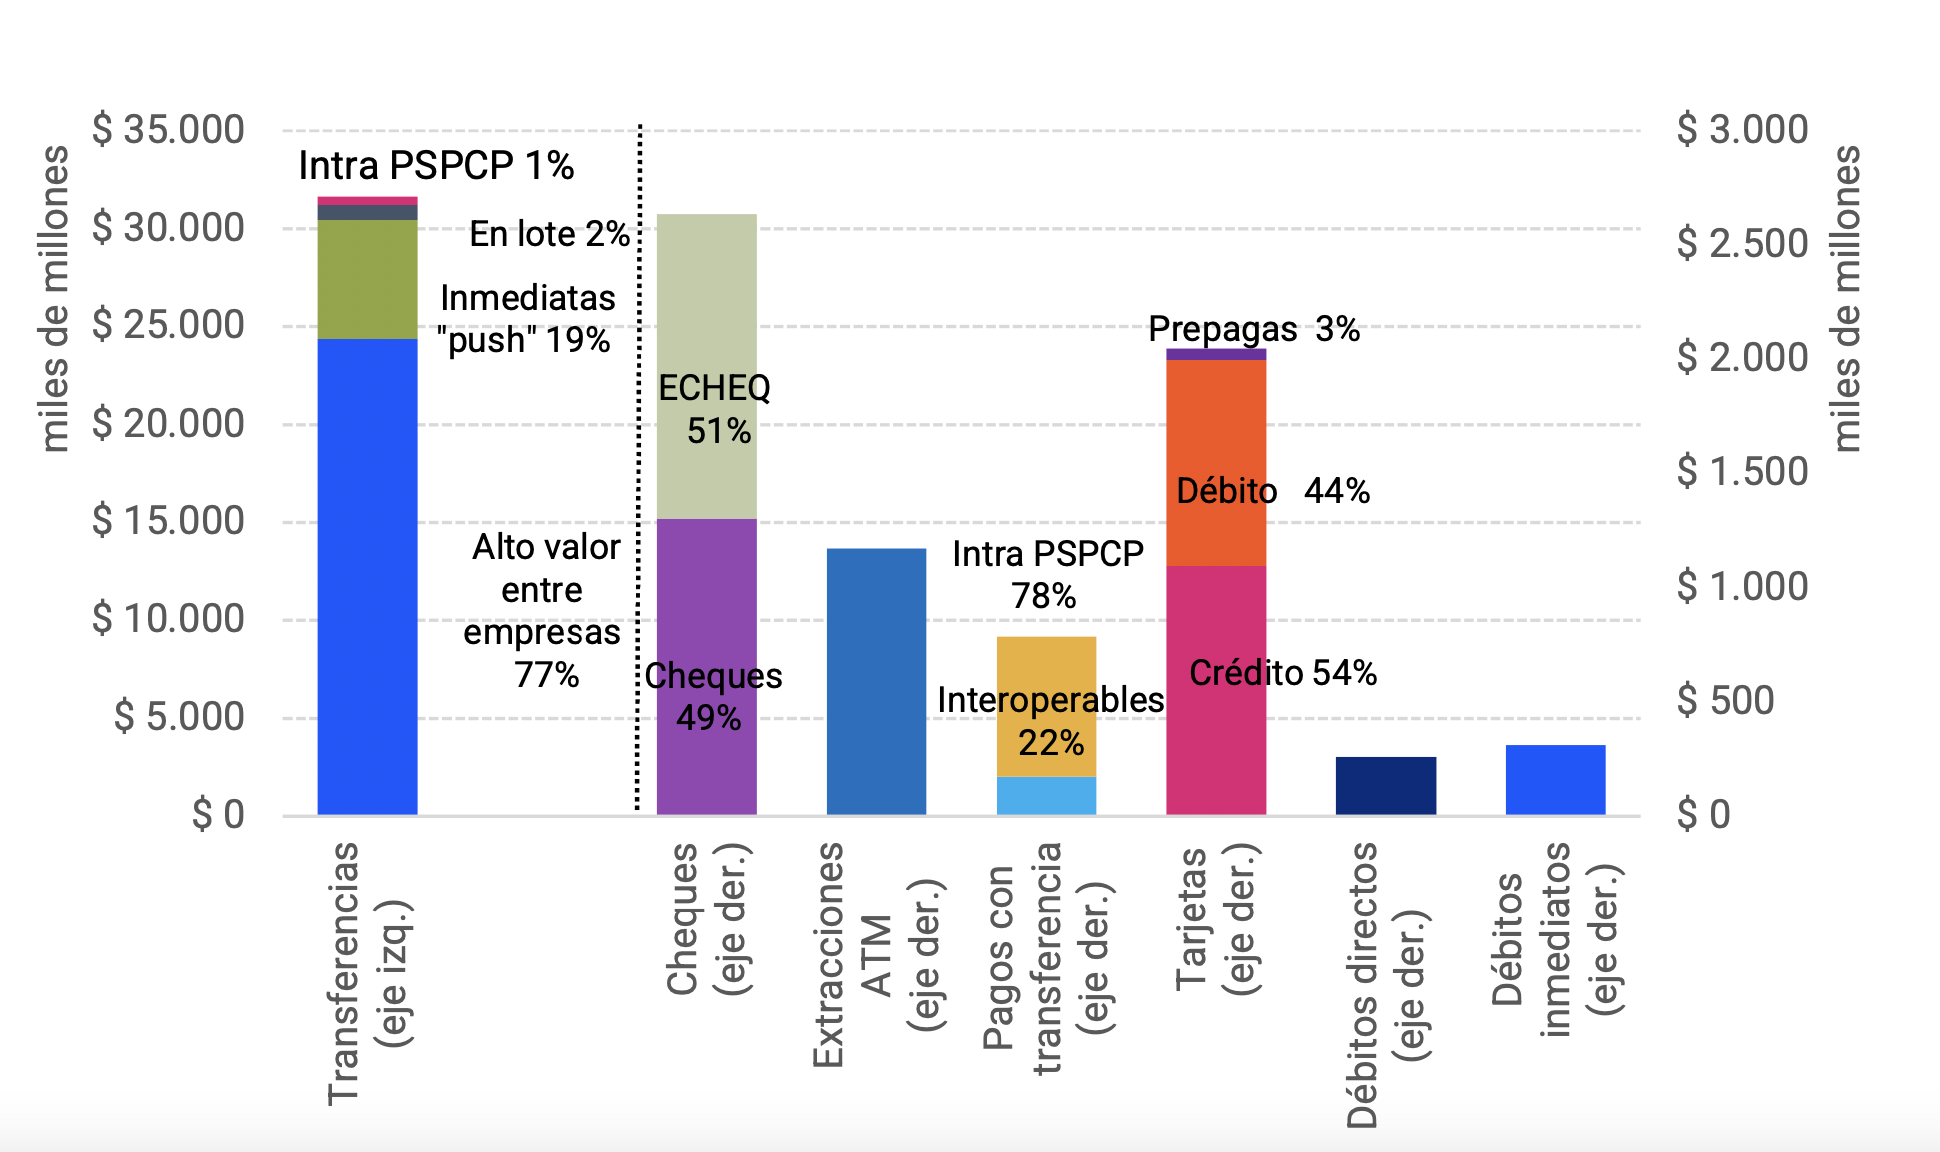 miles de millones
$ 35.000
$ 30.000
$ 25.000
$ 20.000
$ 15.000
$ 10.000
$ 5.000
$ 0
Intra PSPCP 1%
En lote 2%
Inmediatas
"push" 19%
Alto valor
entre
empresas
77%
ECHEQ
51%
Cheques
49%
Intra PSPCP
78%
Interoperables
22%
Prepagas 3%
Débito 44%
Crédito 54%
$ 3.000
$ 2.500
$ 2.000
$ 1.500
$ 1.000
$ 500
$ 0
miles de millones
Transferencias
(eje izq.)
Cheques
(eje der.)
Extracciones
ATM
(eje der.)
Pagos con
transferencia
(eje der.)
Tarjetas
(eje der.)
Débitos directos
(eje der.)
Débitos
inmediatos
(eje der.)